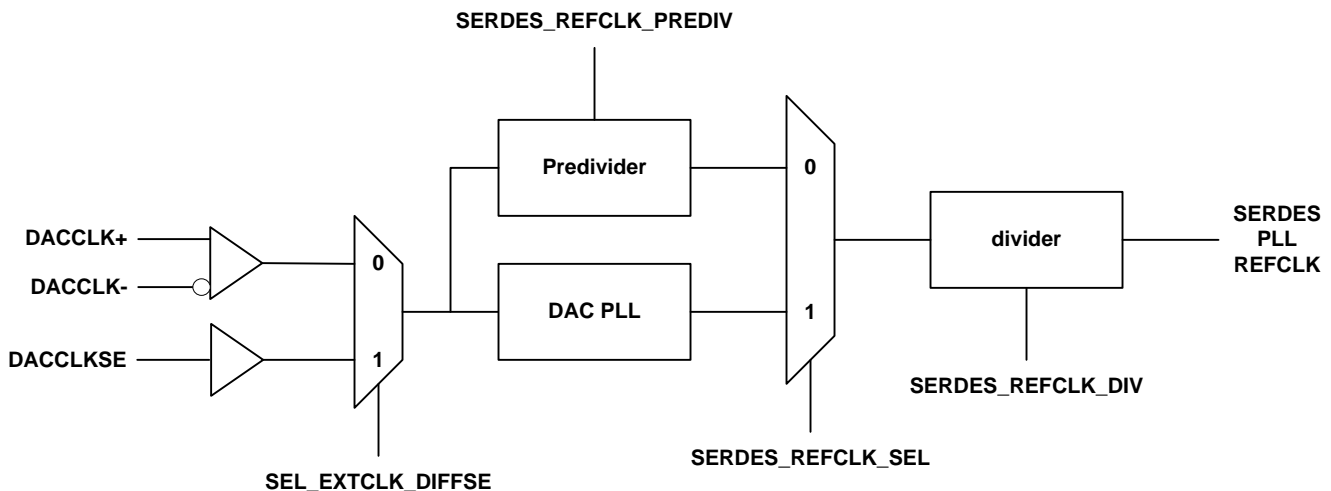 SERDES_REFCLK_PREDIV
Predivider
0
DACCLK+
DACCLK-
0
DACCLKSE
1
DAC PLL
1
divider
SERDES
PLL
REFCLK
SERDES_REFCLK_DIV
SERDES_REFCLK_SEL
SEL_EXTCLK_DIFFSE